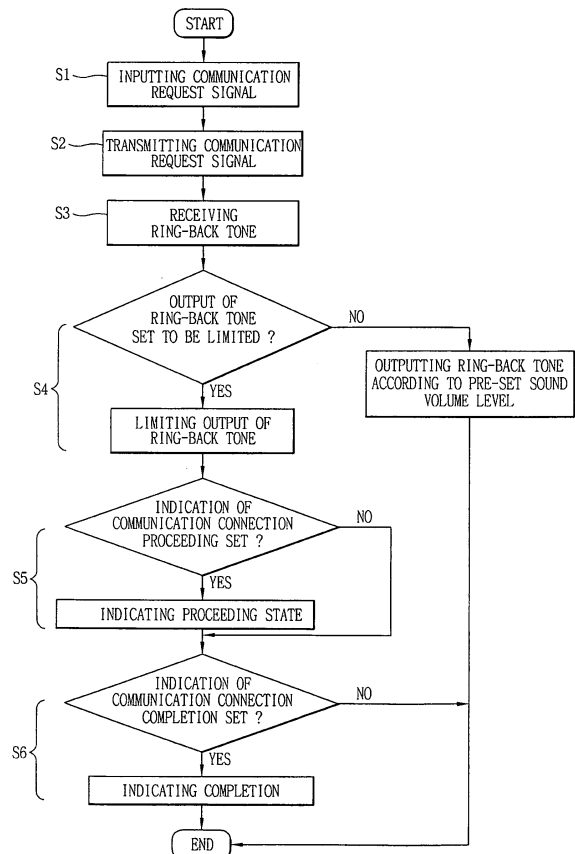 START
S1
INPUTTING COMMUNICATION
REQUEST SIGNAL
S2
TRANSMITTING COMMUNICATION
REQUEST SIGNAL
S3
RECEIVING
RING-BACK TONE
OUTPUT OF
RING-BACK TONE
SET TO BE LIMITED ?
NO
OUTPUTTING RING-BACK TONE
ACCORDING TO PRE-SET SOUND
VOLUME LEVEL
S4
YES
LIMITING OUTPUT OF
RING-BACK TONE
INDICATION OF
COMMUNICATION CONNECTION
PROCEEDING SET ?
NO
S5
YES
INDICATING PROCEEDING STATE
INDICATION OF
COMMUNICATION CONNECTION
COMPLETION SET ?
NO
S6
YES
INDICATING COMPLETION
END